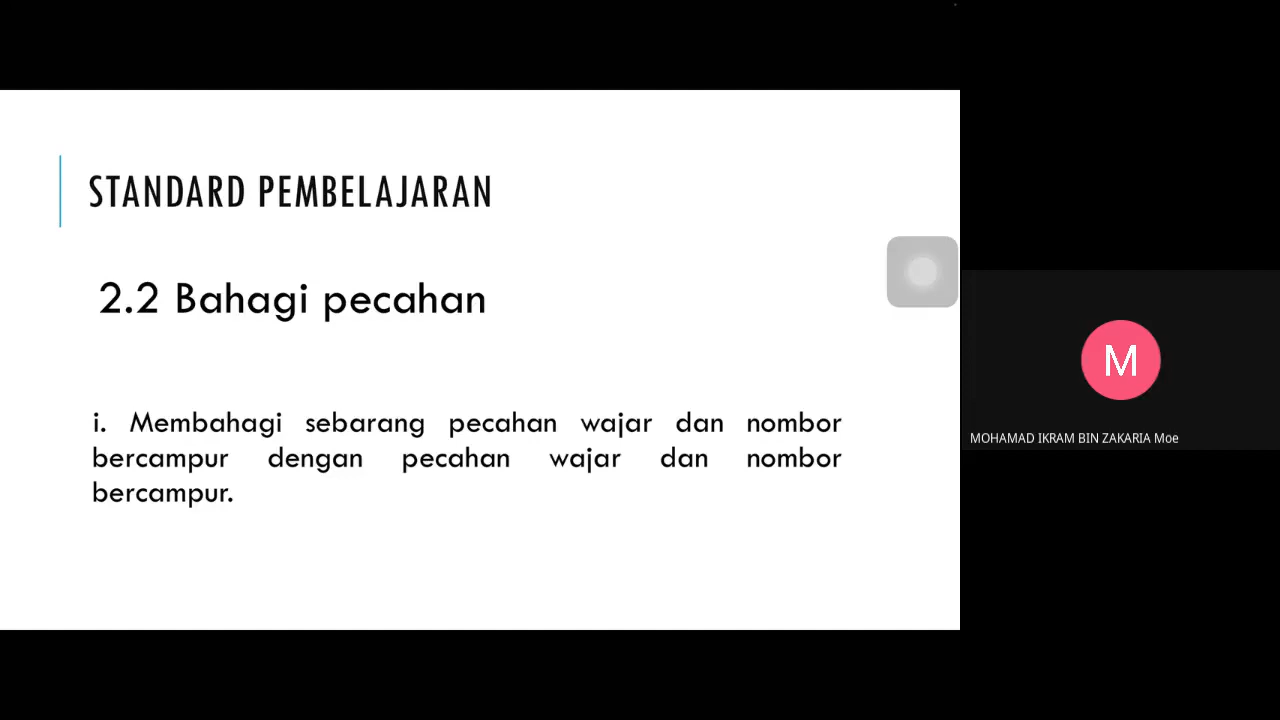 STANDARD PEMBELAJARAN
2.2 Bahagi pecahan
i. Membahagi sebarang pecahan wajar dan nombor
bercampur dengan pecahan wajar dan nombor
bercampur.
M
MOHAMAD IKRAM BIN ZAKARIA Moe